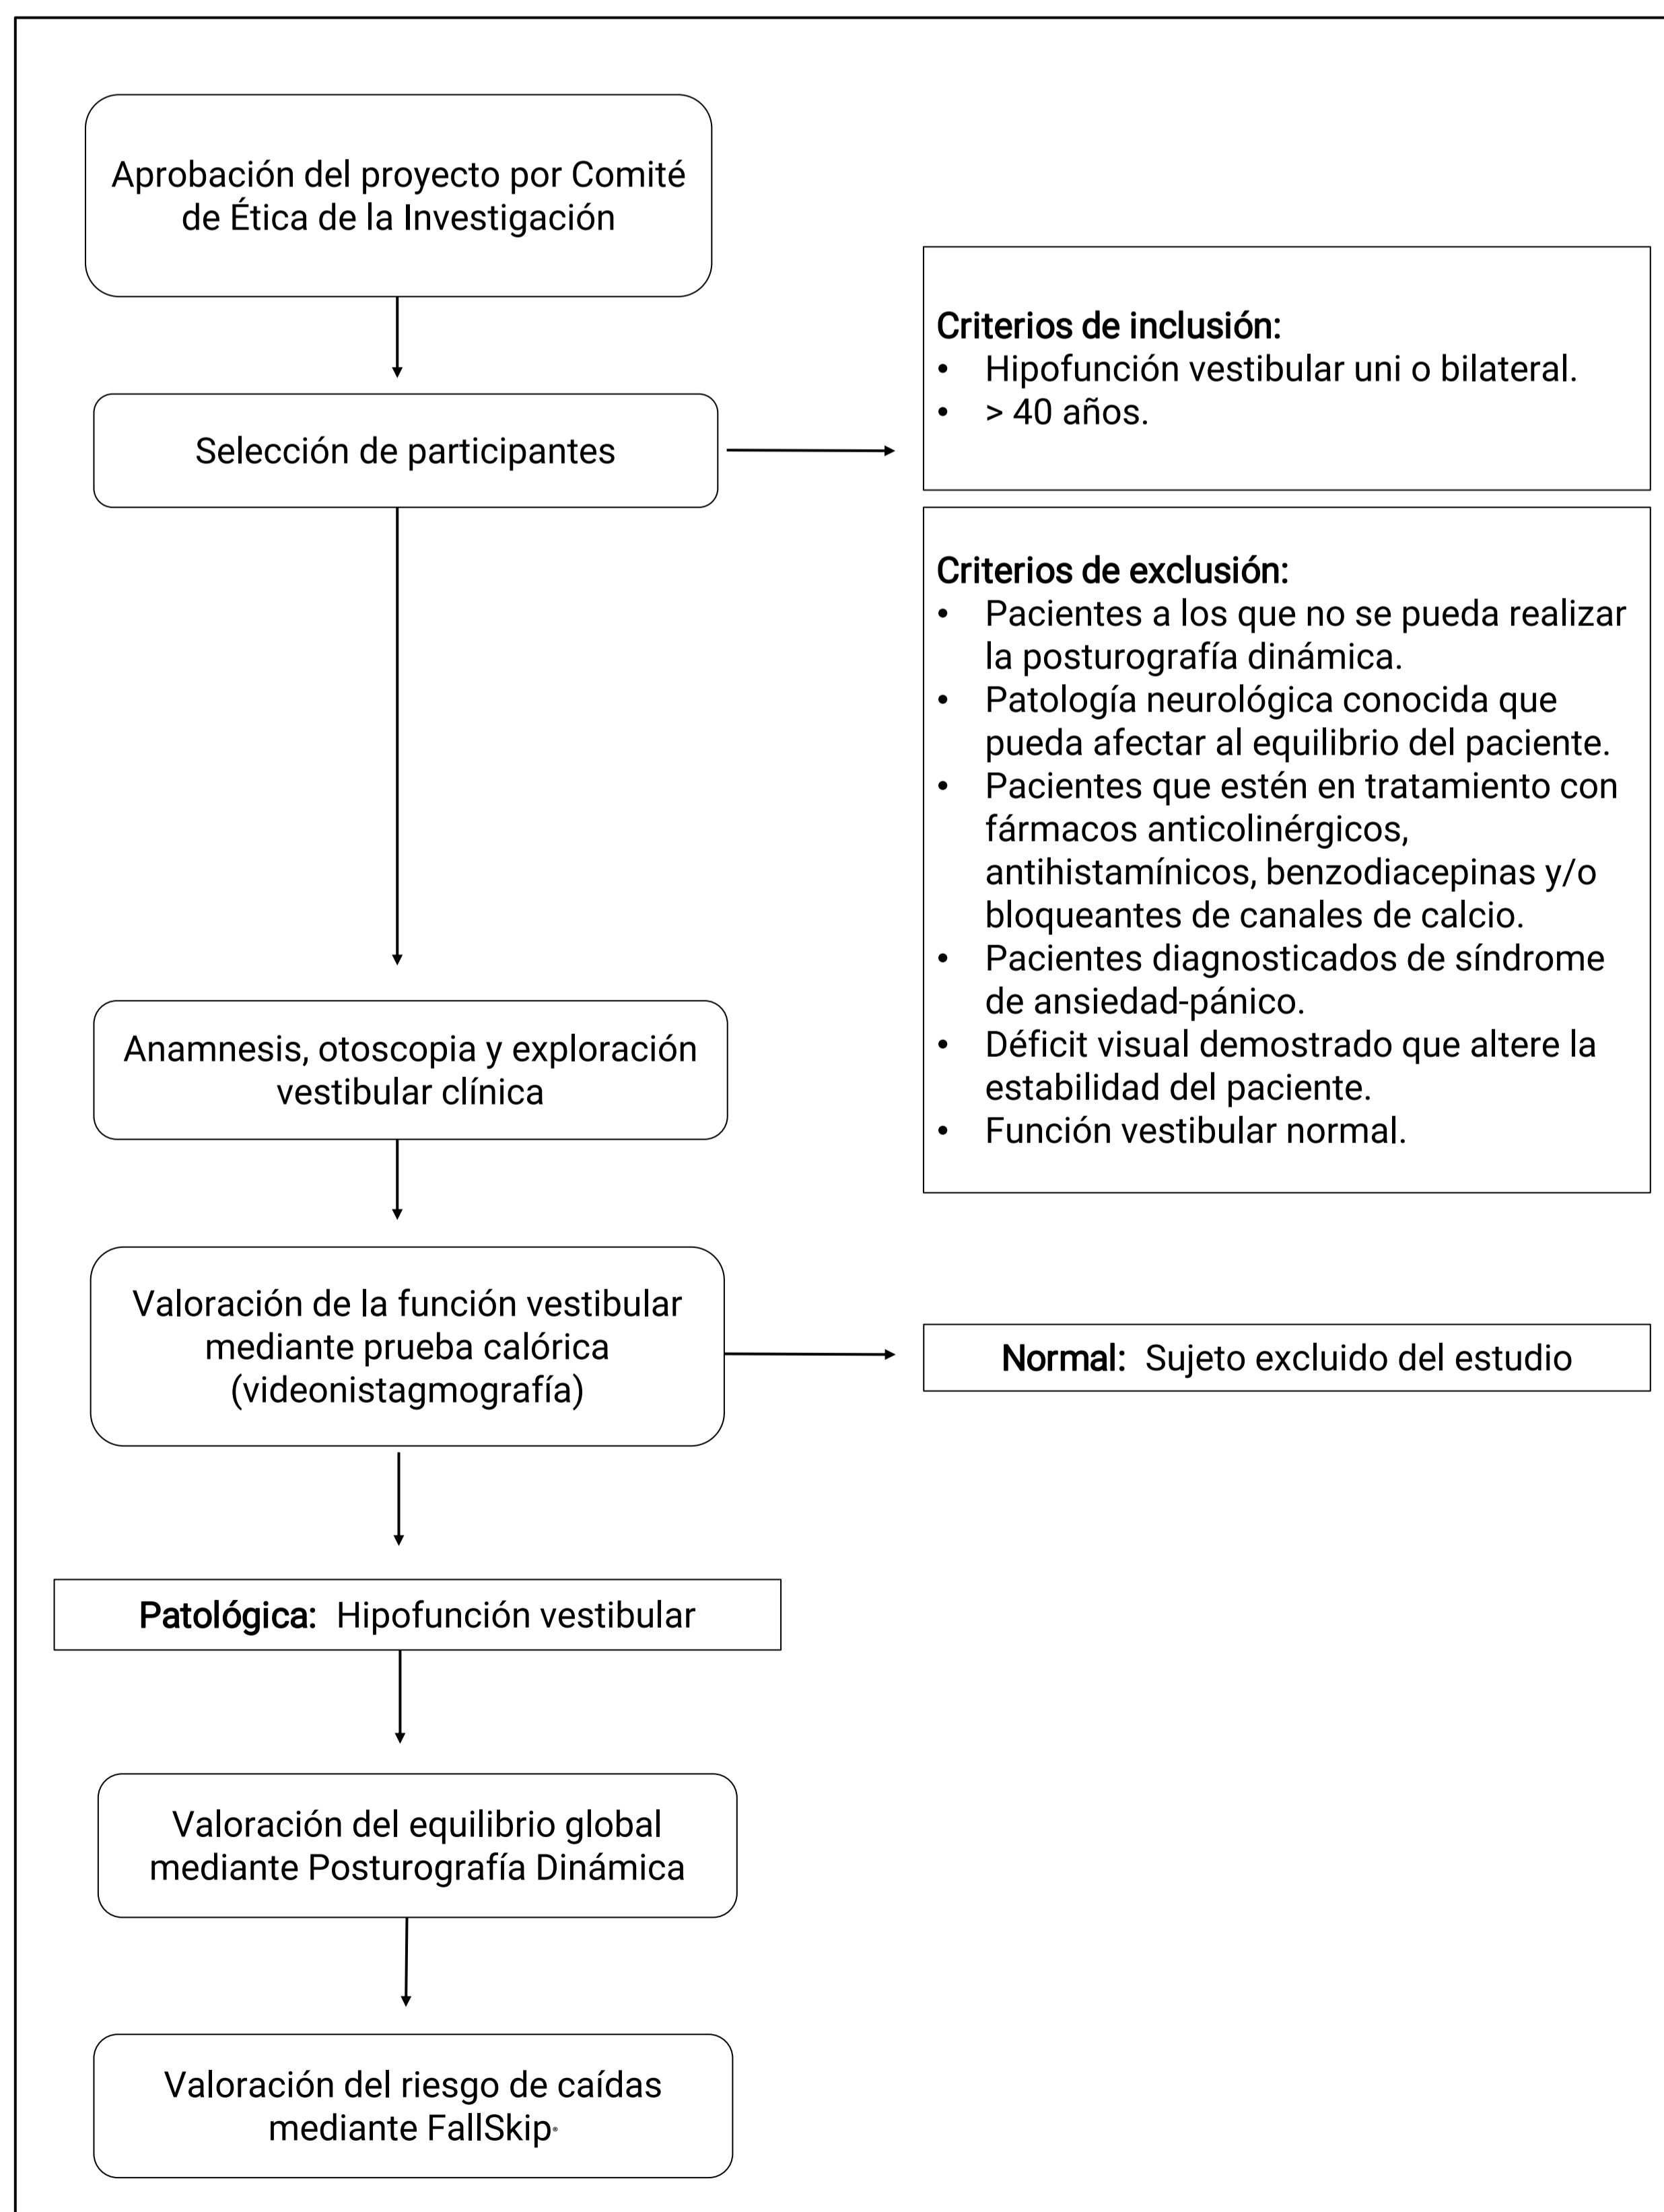 Aprobación del proyecto por Comité
de Ética de la Investigación
Selección de participantes
Criterios de inclusión:
• Hipofunción vestibular uni o bilateral.
• > 40 años.
Criterios de exclusión:
• Pacientes a los que no se pueda realizar
la posturografía dinámica.
• Patología neurológica conocida que
pueda afectar al equilibrio del paciente.
• Pacientes que estén en tratamiento con
fármacos anticolinérgicos,
antihistamínicos, benzodiacepinas y/o
bloqueantes de canales de calcio.
• Pacientes diagnosticados de síndrome
de ansiedad-pánico.
• Déficit visual demostrado que altere la
estabilidad del paciente.
• Función vestibular normal.
Anamnesis, otoscopia y exploración
vestibular clínica
Valoración de la función vestibular
mediante prueba calórica
(videonistagmografía)
Normal: Sujeto excluido del estudio
Patológica: Hipofunción vestibular
Valoración del equilibrio global
mediante Posturografía Dinámica
Valoración del riesgo de caídas
mediante FallSkip®